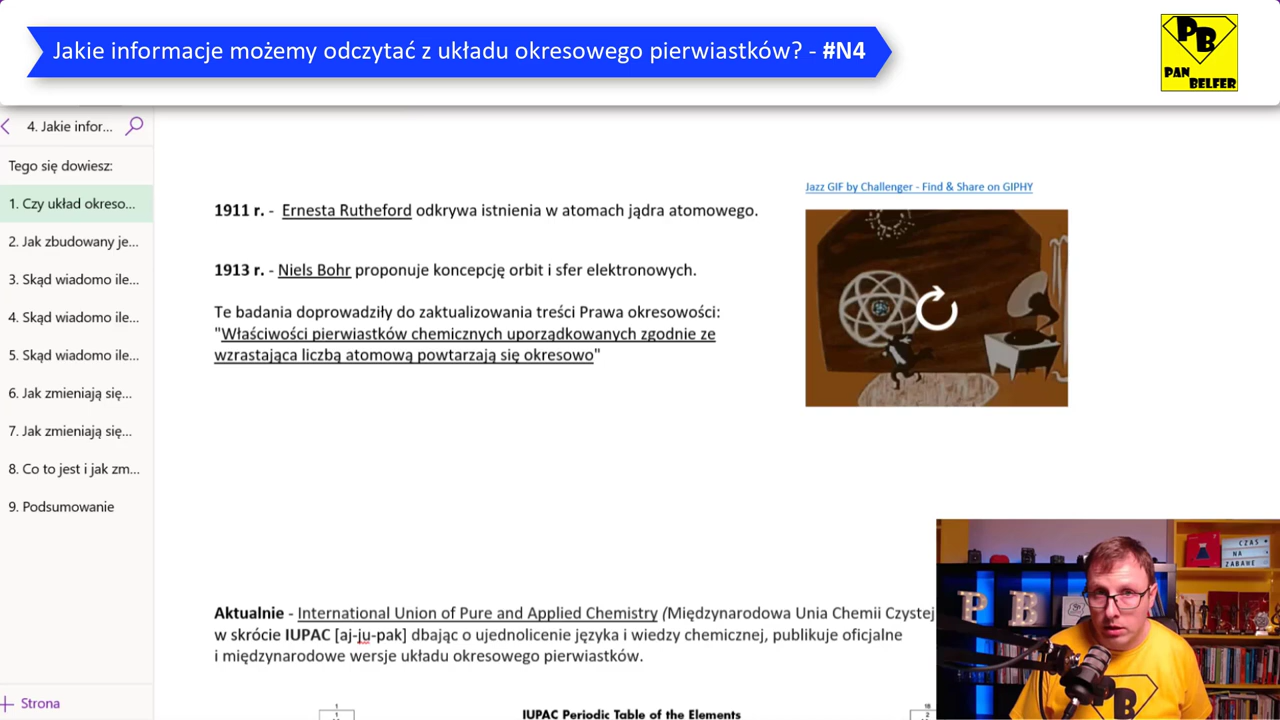 Jakie informacje możemy odczytać z układu okresowego pierwiastków? - #N4
PB
PAN
BELFER
4. Jakie infor...
Tego się dowiesz:
1. Czy układ okreso...
2. Jak zbudowany je...
3. Skąd wiadomo ile...
4. Skąd wiadomo ile...
5. Skąd wiadomo ile...
6. Jak zmieniają się...
7. Jak zmieniają się...
8. Co to jest i jak zm...
9. Podsumowanie
Strona
Jazz GIF by Challenger - Find & Share on GIPHY
1911 r. - Ernesta Rutheford odkrywa istnienia w atomach jądra atomowego.
1913 r. - Niels Bohr proponuje koncepcję orbit i sfer elektronowych.
Te badania doprowadziły do zaktualizowania treści Prawa okresowości:
"Właściwości pierwiastków chemicznych uporządkowanych zgodnie ze
wzrastająca liczbą atomową powtarzają się okresowo"
Aktualnie - International Union of Pure and Applied Chemistry (Międzynarodowa Unia Chemii Czystej
w skrócie IUPAC [aj-ju-pak] dbając o ujednolicenie języka i wiedzy chemicznej, publikuje oficjalne
i międzynarodowe wersje układu okresowego pierwiastków.
1
IUPAC Periodic Table of the Elements
18
CZAS
NA
ZABAWE
P B